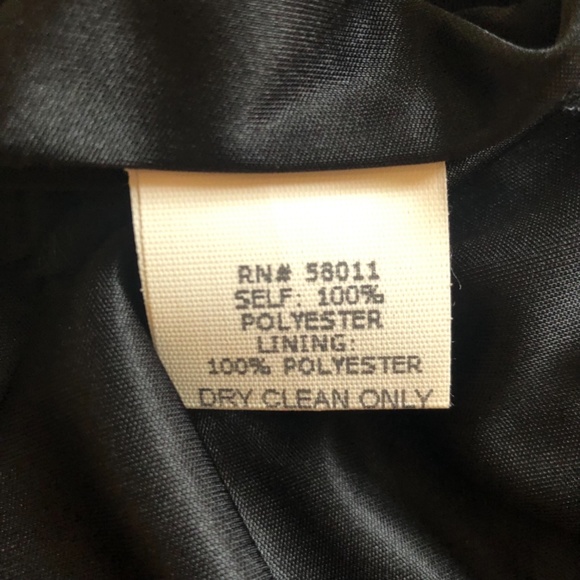 RN# 58011
SELF: 100%
POLYESTER
LINING:
100% POLYESTER
DRY CLEAN ONLY